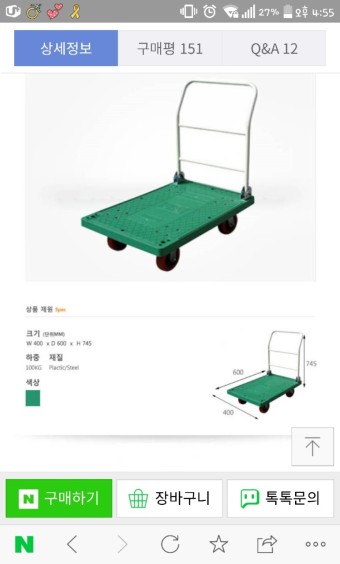 27% 오후 4:55
상세정보 구매평 151 Q&A 12
상품 제원 Spec
크기 (단위MM)
W 400 x D 600 x H 745
하중 재질
100KG Plastic/Steel
색상
745
600
400
N 구매하기 장바구니 톡톡문의
N